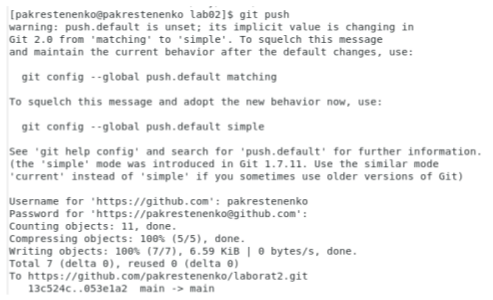 [pakrestenenko@pakrestenenko lab02]$ git push
warning: push.default is unset; its implicit value is changing in
Git 2.0 from 'matching' to 'simple'. To squelch this message
and maintain the current behavior after the default changes, use:
git config --global push.default matching
To squelch this message and adopt the new behavior now, use:
git config --global push.default simple
See 'git help config' and search for 'push.default' for further information.
(the 'simple' mode was introduced in Git 1.7.11. Use the similar mode
'current' instead of 'simple' if you sometimes use older versions of Git)
Username for 'https://github.com': pakrestenenko
Password for 'https://pakrestenenko@github.com':
Counting objects: 11, done.
Compressing objects: 100% (5/5), done.
Writing objects: 100% (7/7), 6.59 KiB | 0 bytes/s, done.
Total 7 (delta 0), reused 0 (delta 0)
To https://github.com/pakrestenenko/laborat2.git
13c524c..053e1a2  main -> main